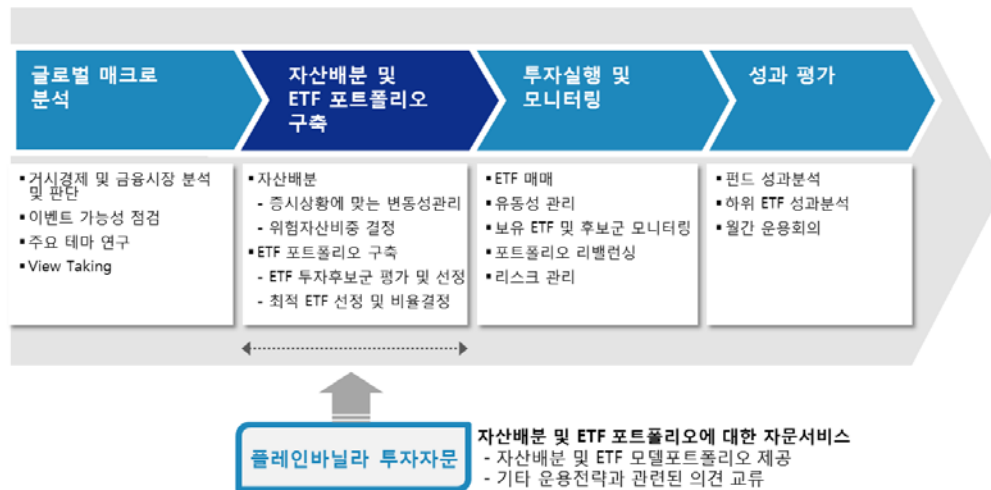 글로벌 매크로
분석
자산배분 및
ETF 포트폴리오
구축
투자실행 및
모니터링
성과 평가
▪거시경제 및 금융시장 분석
및 판단
▪이벤트 가능성 점검
▪주요 테마 연구
▪View Taking
▪자산배분
- 증시상황에 맞는 변동성관리
- 위험자산비중 결정
▪ETF 포트폴리오 구축
- ETF 투자후보군 평가 및 선정
- 최적 ETF 선정 및 비율결정
▪ETF 매매
▪유동성 관리
▪보유 ETF 및 후보군 모니터링
▪포트폴리오 리밸런싱
▪리스크 관리
▪펀드 성과분석
▪하위 ETF 성과분석
▪월간 운용회의
플레인바닐라 투자자문
자산배분 및 ETF 포트폴리오에 대한 자문서비스
- 자산배분 및 ETF 모델포트폴리오 제공
- 기타 운용전략과 관련된 의견 교류